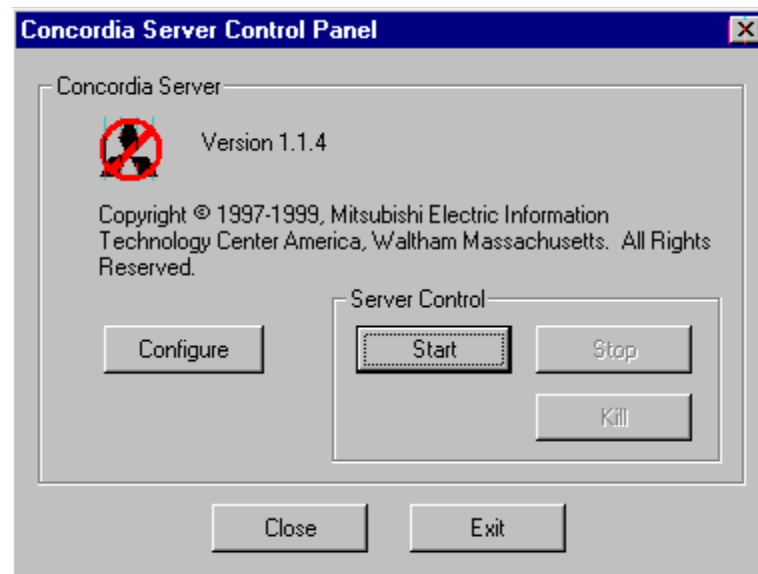 Concordia Server Control Panel
Concordia Server
Version 1.1.4
Copyright © 1997-1999, Mitsubishi Electric Information
Technology Center America, Waltham Massachusetts.  All Rights
Reserved.
Server Control
Configure
Start
Stop
Kill
Close
Exit